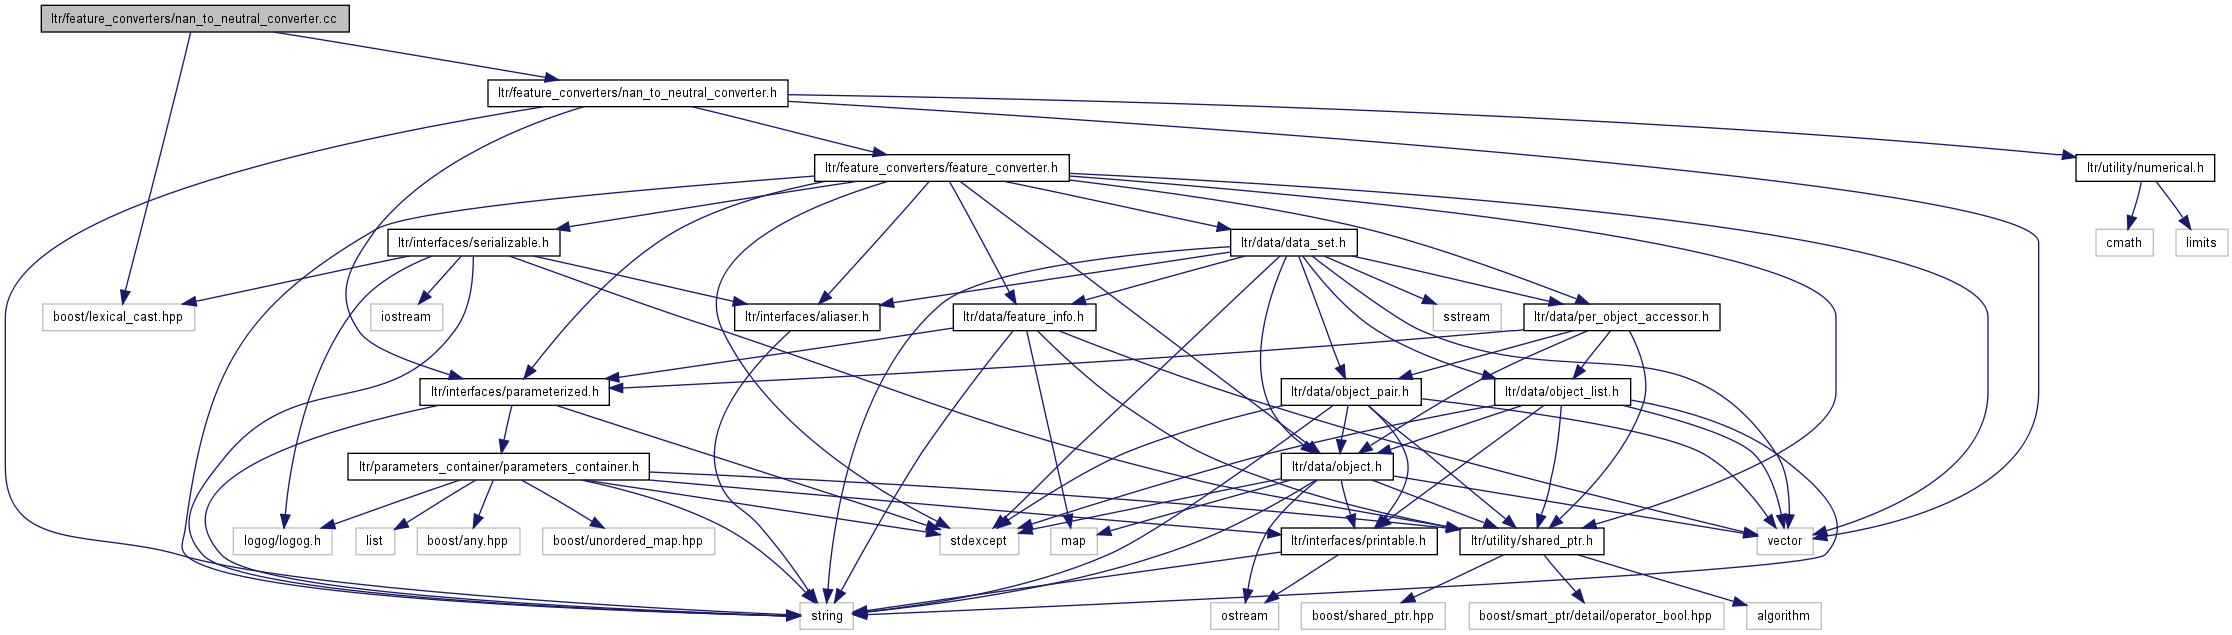 ltr/feature_converters/nan_to_neutral_converter.cc
ltr/feature_converters/nan_to_neutral_converter.h
ltr/feature_converters/feature_converter.h
ltr/utility/numerical.h
ltr/interfaces/serializable.h
ltr/data/data_set.h
cmath
limits
boost/lexical_cast.hpp
iostream
ltr/interfaces/aliaser.h
ltr/data/feature_info.h
sstream
ltr/data/per_object_accessor.h
ltr/interfaces/parameterized.h
ltr/data/object_pair.h
ltr/data/object_list.h
ltr/parameters_container/parameters_container.h
ltr/data/object.h
logog/logog.h
list
boost/any.hpp
boost/unordered_map.hpp
stdexcept
map
ltr/interfaces/printable.h
ltr/utility/shared_ptr.h
vector
string
ostream
boost/shared_ptr.hpp
boost/smart_ptr/detail/operator_bool.hpp
algorithm